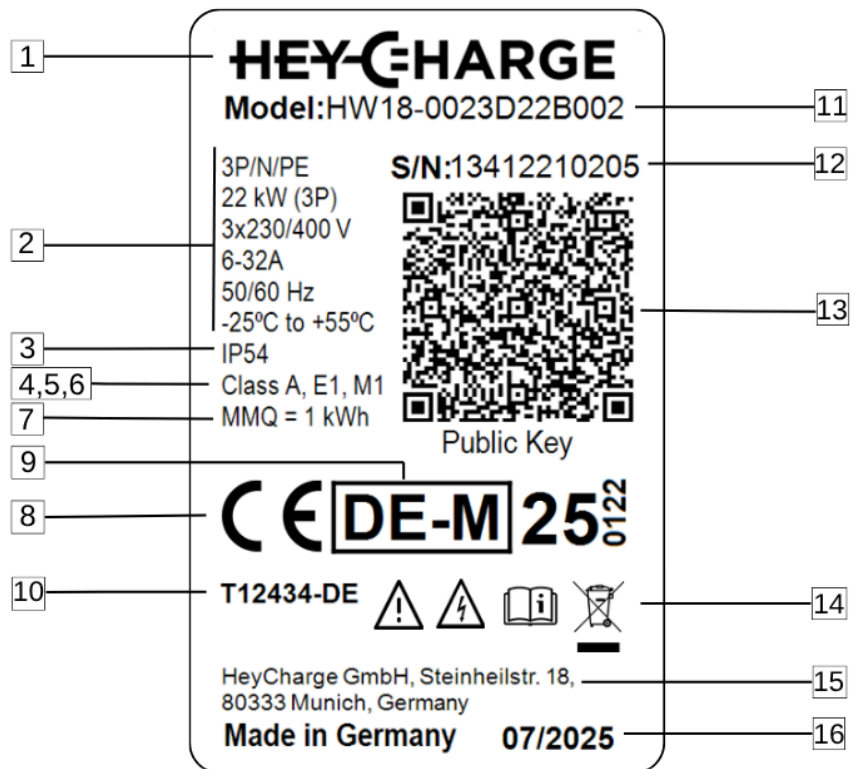 1
HEYCHARGE
Model:HW18-0023D22B002
11
S/N:13412210205
12
2
3P/N/PE
22 kW (3P)
3x230/400 V
6-32A
50/60 Hz
-25ºC to +55ºC
13
3
IP54
4,5,6
Class A, E1, M1
7
MMQ = 1 kWh
Public Key
9
8
CE DE-M 25 0122
10
T12434-DE
i
14
HeyCharge GmbH, Steinheilstr. 18,
80333 Munich, Germany
15
Made in Germany 07/2025
16